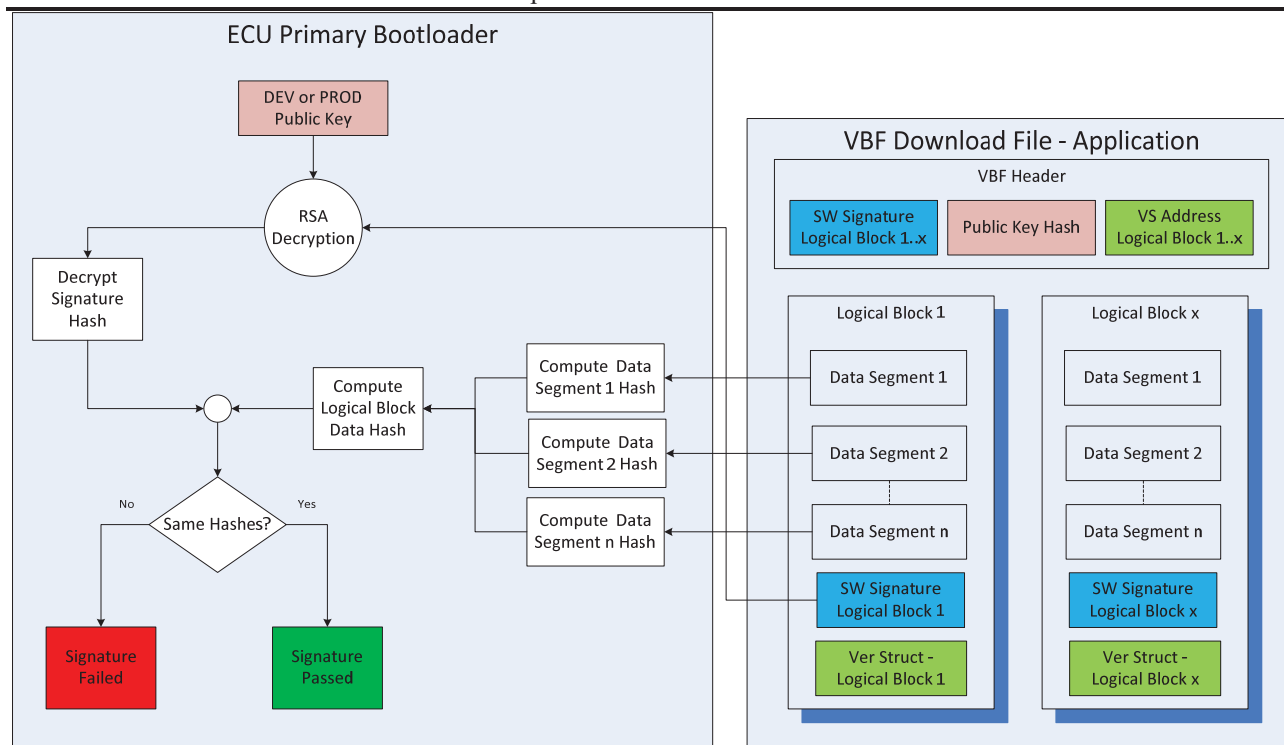 ECU Primary Bootloader
DEV or PROD
Public Key
RSA
Decryption
Decrypt
Signature
Hash
Compute
Logical Block
Data Hash
Compute Data
Segment 1 Hash
Compute Data
Segment 2 Hash
Compute Data
Segment n Hash
No
Same Hashes?
Yes
Signature
Failed
Signature
Passed
VBF Download File - Application
VBF Header
SW Signature
Logical Block 1..x
Public Key Hash
VS Address
Logical Block 1..x
Logical Block 1
Data Segment 1
Data Segment 2
Data Segment n
SW Signature
Logical Block 1
Ver Struct -
Logical Block 1
Logical Block x
Data Segment 1
Data Segment 2
Data Segment n
SW Signature
Logical Block x
Ver Struct -
Logical Block x